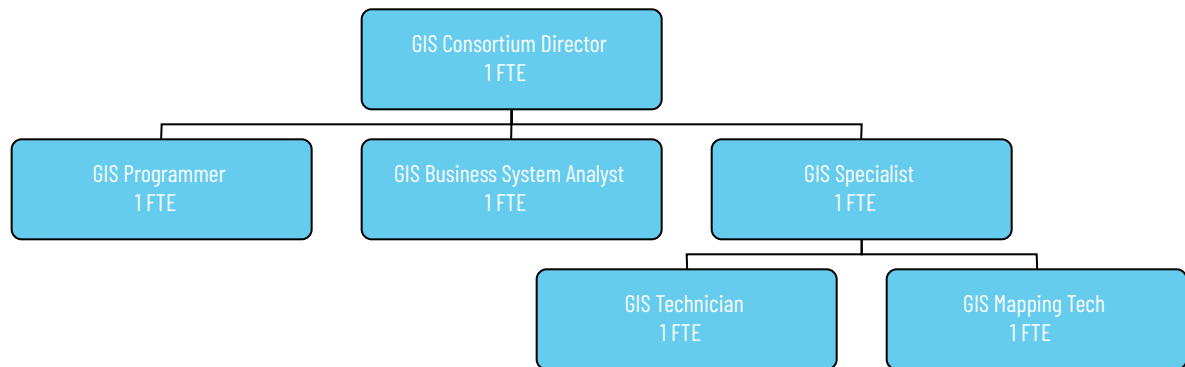 GIS Consortium Director
1 FTE
GIS Programmer
1 FTE
GIS Business System Analyst
1 FTE
GIS Specialist
1 FTE
GIS Technician
1 FTE
GIS Mapping Tech
1 FTE